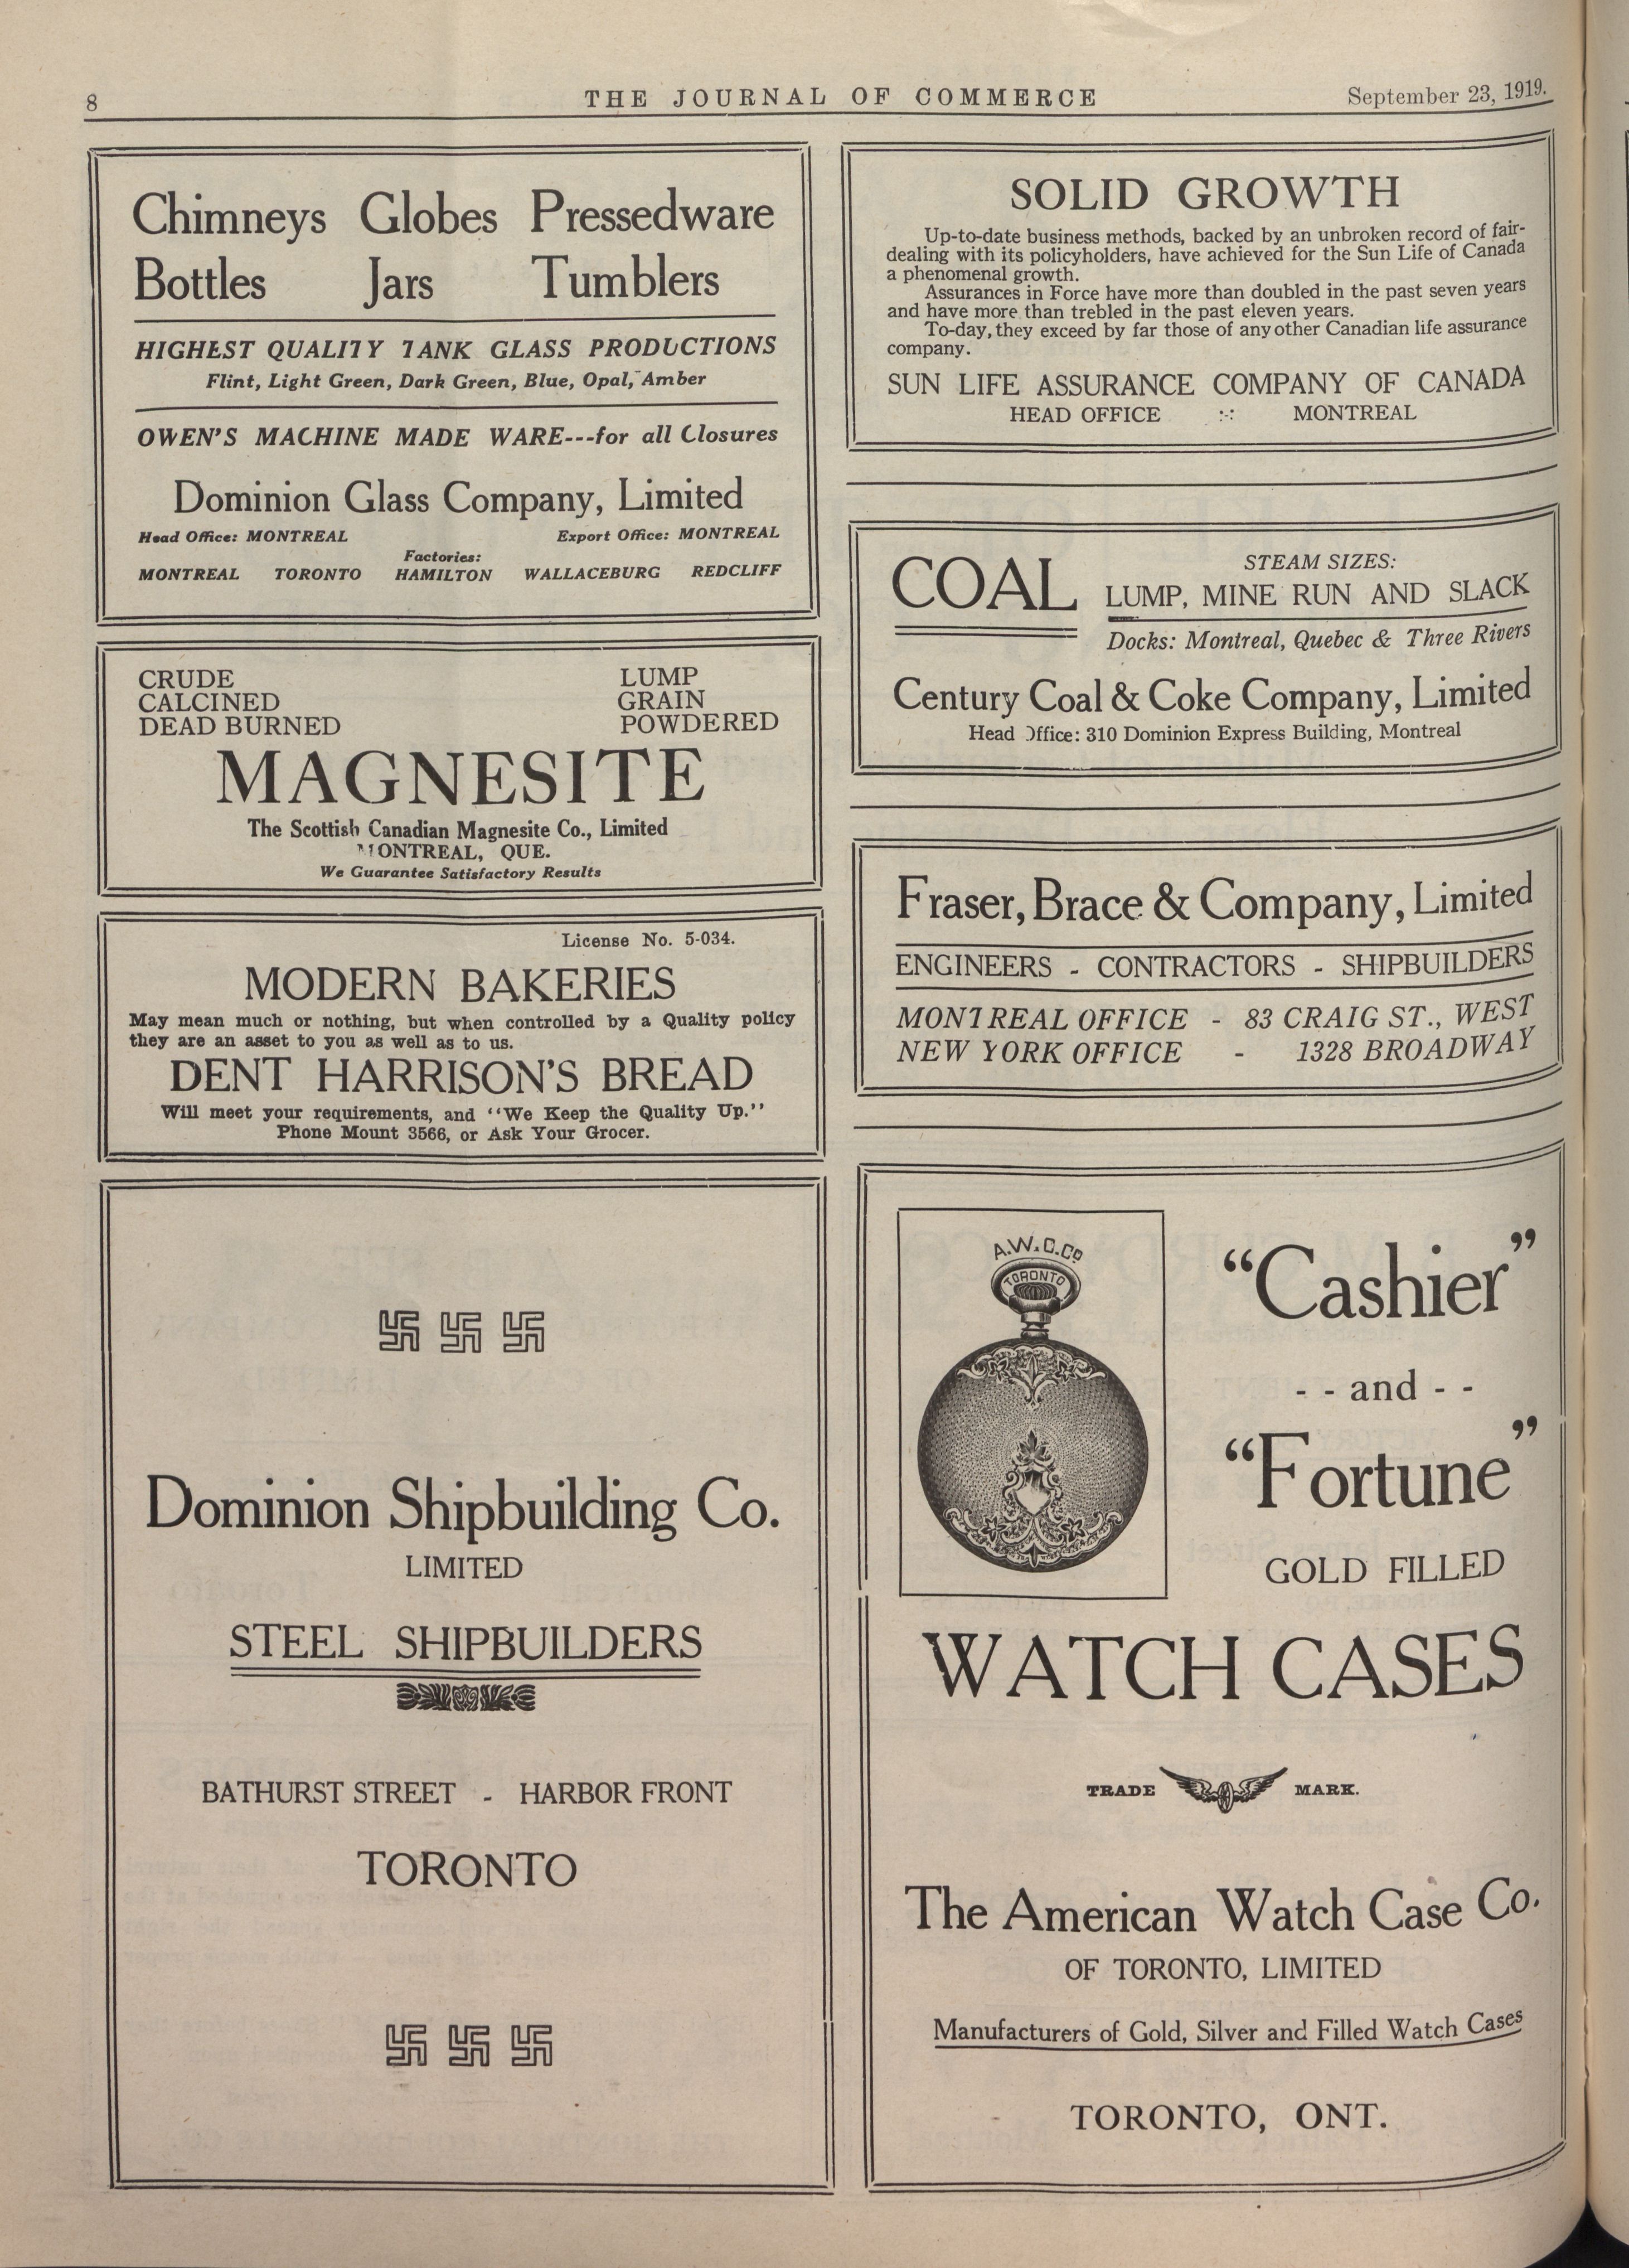 8
THE JOURNAL OF COMMERCE
September 23, 1919.
Chimneys Globes Pressedware
Bottles Jars Tumblers
HIGHEST QUALITY TANK GLASS PRODUCTIONS
Flint, Light Green, Dark Green, Blue, Opal, Amber
OWEN'S MACHINE MADE WARE---for all Closures
Dominion Glass Company, Limited
Head Office: MONTREAL Export Office: MONTREAL
Factories:
MONTREAL TORONTO HAMILTON WALLACEBURG REDCLIFF
CRUDE LUMP
CALCINED GRAIN
DEAD BURNED POWDERED
MAGNESITE
The Scottish Canadian Magnesite Co., Limited
MONTREAL, QUE.
We Guarantee Satisfactory Results
License No. 5-034.
MODERN BAKERIES
May mean much or nothing, but when controlled by a Quality policy
they are an asset to you as well as to us.
DENT HARRISON'S BREAD
Will meet your requirements, and "We Keep the Quality Up."
Phone Mount 3566, or Ask Your Grocer.
卐 卐 卐
Dominion Shipbuilding Co.
LIMITED
STEEL SHIPBUILDERS
BATHURST STREET - HARBOR FRONT
TORONTO
卐 卐 卐
SOLID GROWTH
Up-to-date business methods, backed by an unbroken record of fair-
dealing with its policyholders, have achieved for the Sun Life of Canada
a phenomenal growth.
Assurances in Force have more than doubled in the past seven years
and have more than trebled in the past eleven years.
To-day, they exceed by far those of any other Canadian life assurance
company.
SUN LIFE ASSURANCE COMPANY OF CANADA
HEAD OFFICE :-: MONTREAL
COAL
STEAM SIZES:
LUMP, MINE RUN AND SLACK
Docks: Montreal, Quebec & Three Rivers
Century Coal & Coke Company, Limited
Head Office: 310 Dominion Express Building, Montreal
Fraser, Brace & Company, Limited
ENGINEERS - CONTRACTORS - SHIPBUILDERS
MONTREAL OFFICE - 83 CRAIG ST., WEST
NEW YORK OFFICE - 1328 BROADWAY
A.W.C.Co
TORONTO
"Cashier"
- - and - -
"Fortune"
GOLD FILLED
WATCH CASES
TRADE MARK.
The American Watch Case Co.
OF TORONTO, LIMITED
Manufacturers of Gold, Silver and Filled Watch Cases
TORONTO, ONT.